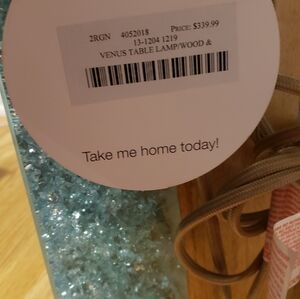 2RGN 4052018 PRICE: $339.99
13-1204 1219
VENUS TABLE LAMP/WOOD &
Take me home today!